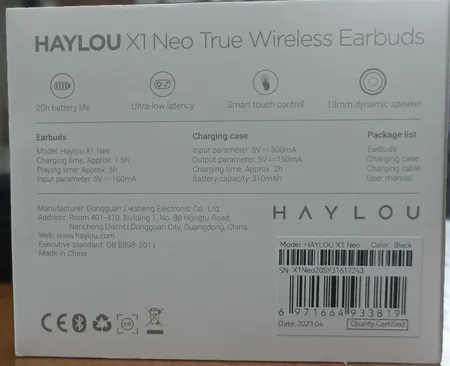 HAYLOU X1 Neo True Wireless Earbuds
20h battery life
Ultra-low latency
Smart touch control
13mm dynamic speaker
Earbuds
Model: Haylou X1 Neo
Charging time: Approx. 1.5h
Playing time: Approx. 5h
Input parameter: 5V⎓100mA
Charging case
Input parameter: 5V⎓500mA
Output parameter: 5V⎓150mA
Charging time: Approx. 2h
Battery capacity: 310mAh
Package list
Earbuds
Charging case
Charging cable
User manual
Manufacturer: Dongguan Liesheng Electronic Co., Ltd.
Address: Room 401-410, Building 1, No. 86 Hongtu Road,
Nancheng District, Dongguan City, Guangdong, China
Web: www.haylou.com
Executive standard: GB 8898-2011
Made in China
HAYLOU
Model: HAYLOU X1 Neo Color: Black
SN: X1Neo20SY31617243
6 971664 933819
Date: 2023.04 Quality Certified
CE